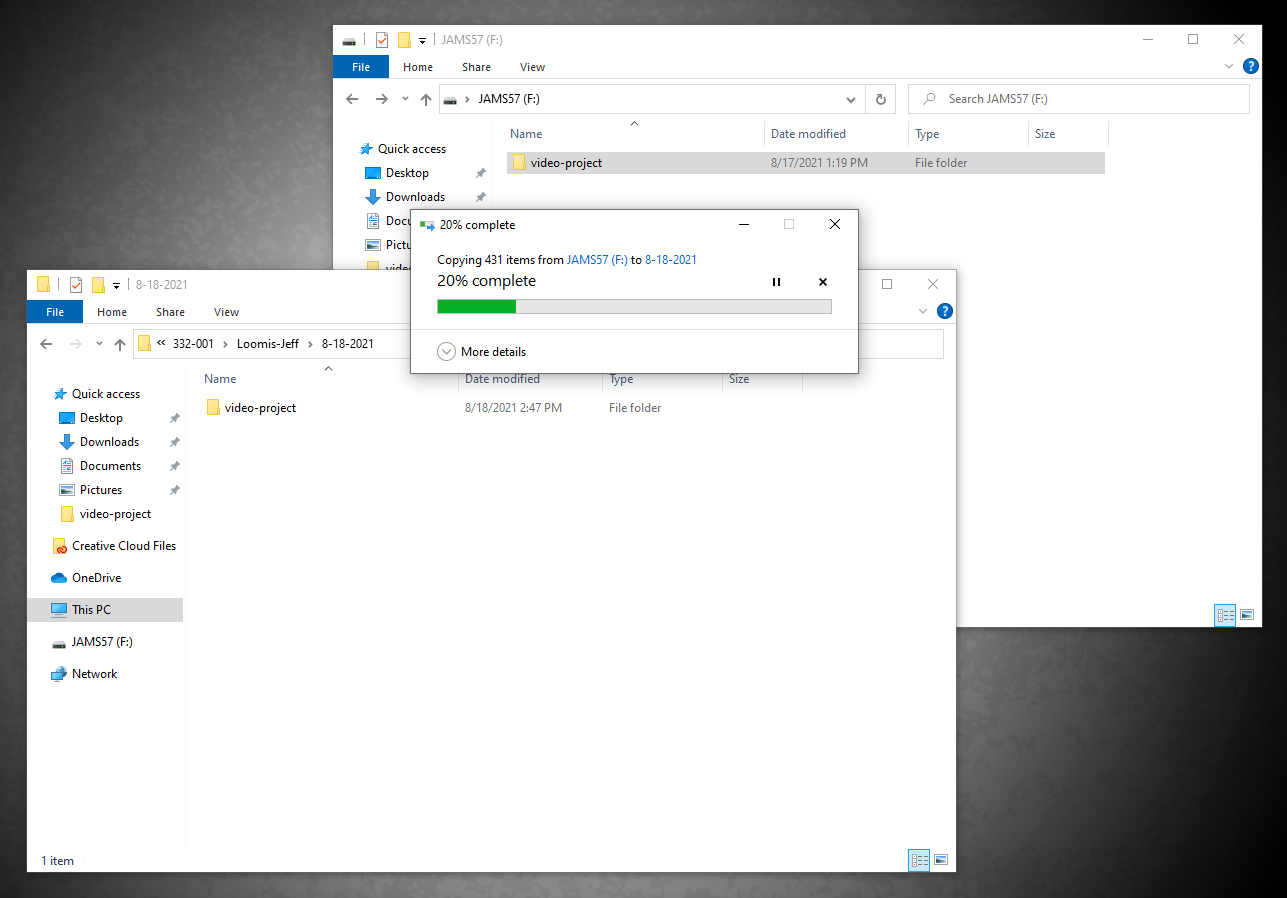 JAMS57 (F:)
File Home Share View
JAMS57 (F:)
Search JAMS57 (F:)
Name Date modified Type Size
Quick access
video-project 8/17/2021 1:19 PM File folder
Desktop
Downloads
Docu
Pictu
video
20% complete
Copying 431 items from JAMS57 (F:) to 8-18-2021
20% complete
More details
8-18-2021
File Home Share View
« 332-001 › Loomis-Jeff › 8-18-2021
Name Date modified Type Size
Quick access
video-project 8/18/2021 2:47 PM File folder
Desktop
Downloads
Documents
Pictures
video-project
Creative Cloud Files
OneDrive
This PC
JAMS57 (F:)
Network
1 item